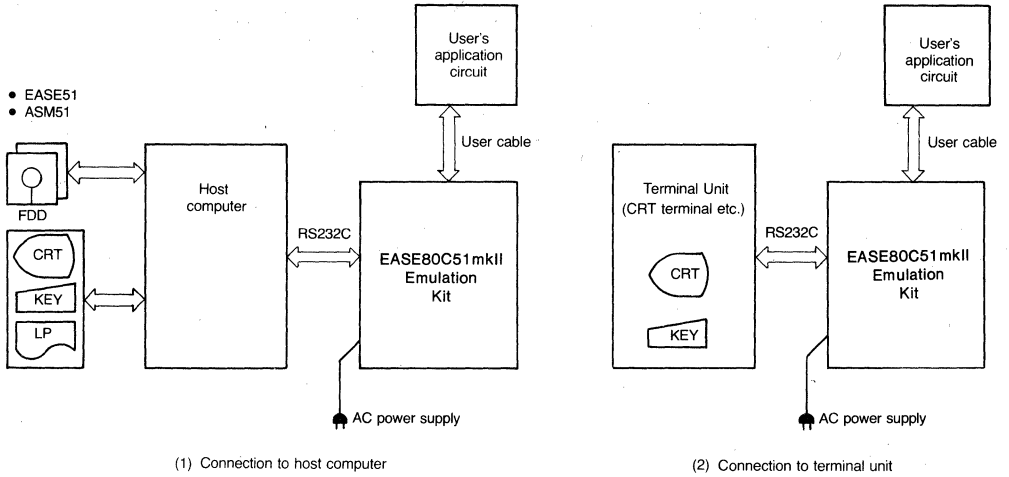 User's
application
circuit
• EASE51
• ASM51
User cable
FDD
Host
computer
CRT
KEY
LP
RS232C
EASE80C51mkII
Emulation
Kit
AC power supply
(1) Connection to host computer
User's
application
circuit
User cable
Terminal Unit
(CRT terminal etc.)
CRT
KEY
RS232C
EASE80C51mkII
Emulation
Kit
AC power supply
(2) Connection to terminal unit